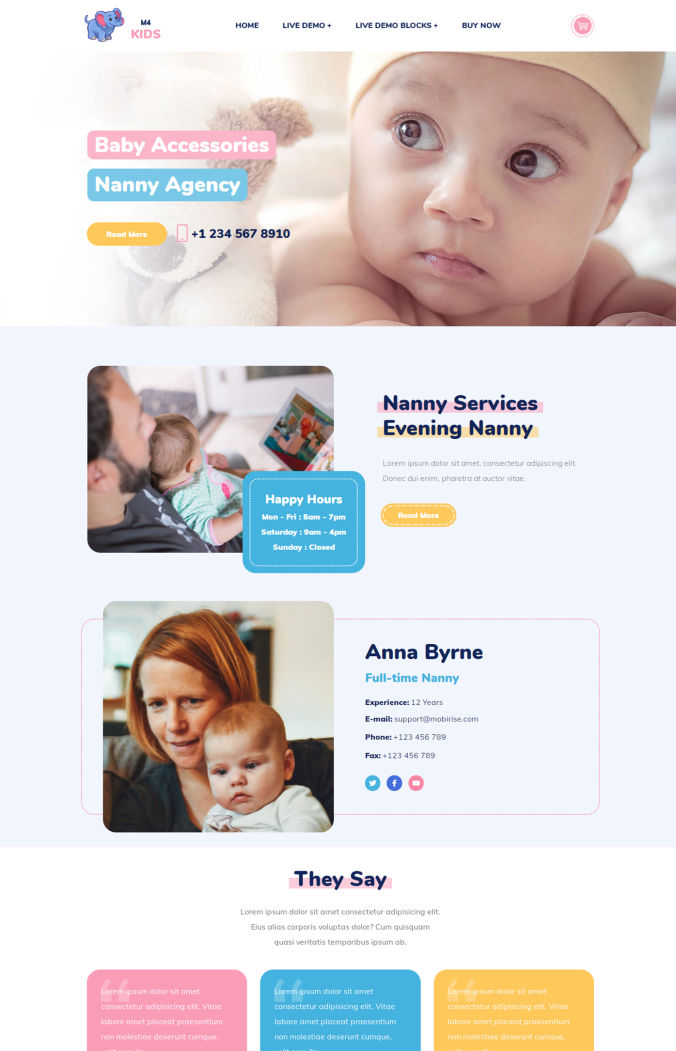 M4
KIDS
HOME
LIVE DEMO +
LIVE DEMO BLOCKS +
BUY NOW
Baby Accessories
Nanny Agency
Read More
+1 234 567 8910
Happy Hours
Mon - Fri : 8am - 7pm
Saturday : 9am - 4pm
Sunday : Closed
Nanny Services
Evening Nanny
Lorem ipsum dolor sit amet, consectetur adipiscing elit.
Donec dui enim, pharetra at auctor vitae.
Read More
Anna Byrne
Full-time Nanny
Experience: 12 Years
E-mail: support@mobirise.com
Phone: +123 456 789
Fax: +123 456 789
They Say
Lorem ipsum dolor sit amet consectetur adipisicing elit.
Eius alias corporis voluptas dolor? Cum quisquam
quasi veritatis temporibus ipsum ab.
Lorem ipsum dolor sit amet
consectetur adipisicing elit. Vitae
labore amet placeat praesentium
non molestiae sunt doloremque cumque,
Lorem ipsum dolor sit amet
consectetur adipisicing elit. Vitae
labore amet placeat praesentium
non molestiae sunt doloremque cumque,
Lorem ipsum dolor sit amet
consectetur adipisicing elit. Vitae
labore amet placeat praesentium
non molestiae sunt doloremque cumque,